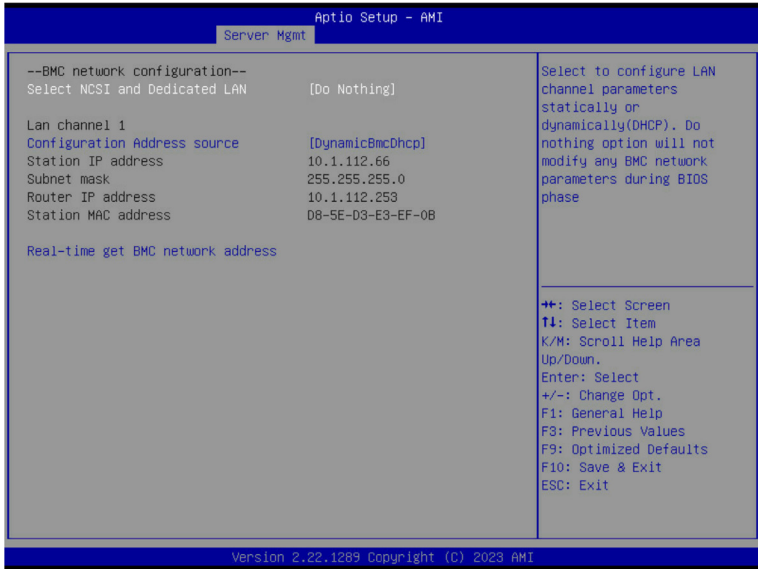 Aptio Setup - AMI
Server Mgmt
--BMC network configuration--
Select NCSI and Dedicated LAN [Do Nothing]
Lan channel 1
Configuration Address source [DynamicBmcDhcp]
Station IP address 10.1.112.66
Subnet mask 255.255.255.0
Router IP address 10.1.112.253
Station MAC address D8-5E-D3-E3-EF-0B
Real-time get BMC network address
Select to configure LAN
channel parameters
statically or
dynamically(DHCP). Do
nothing option will not
modify any BMC network
parameters during BIOS
phase
→←: Select Screen
↑↓: Select Item
K/M: Scroll Help Area
Up/Down.
Enter: Select
+/-: Change Opt.
F1: General Help
F3: Previous Values
F9: Optimized Defaults
F10: Save & Exit
ESC: Exit
Version 2.22.1289 Copyright (C) 2023 AMI